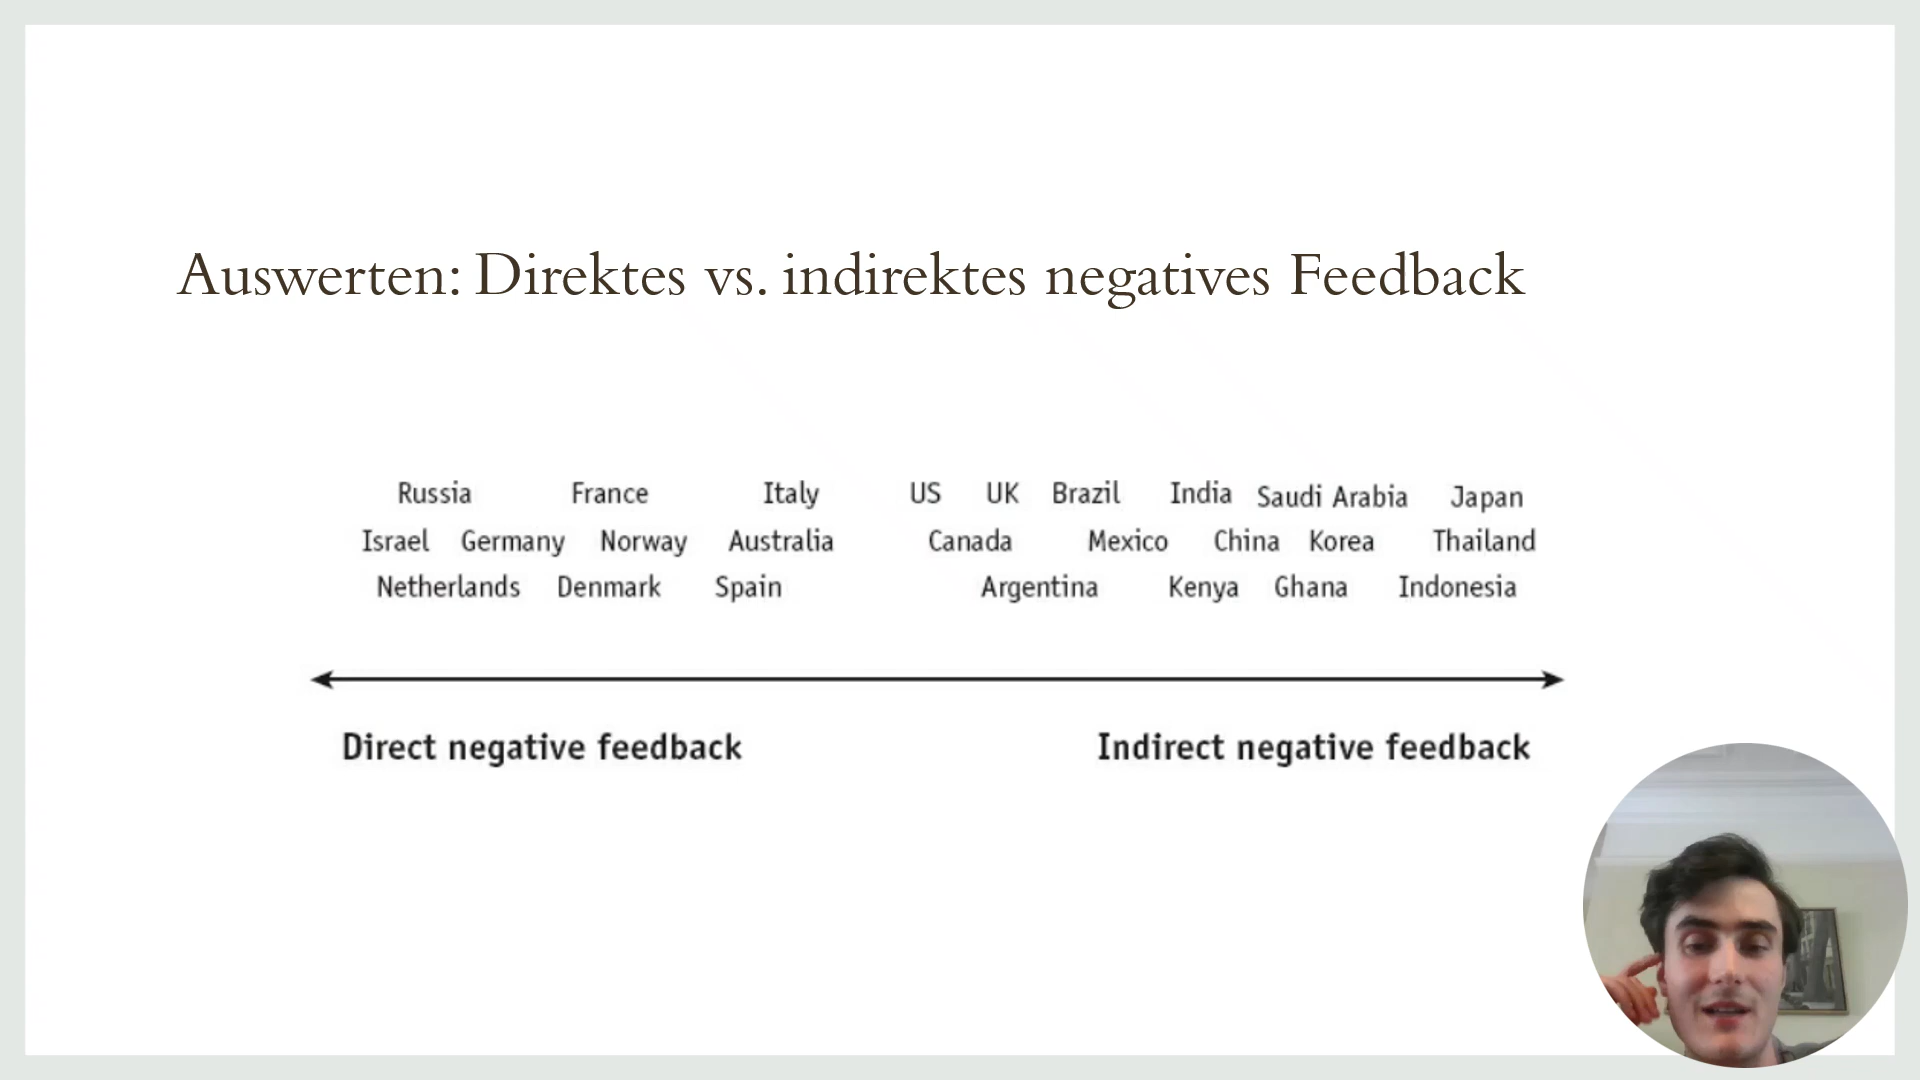 Auswerten: Direktes vs. indirektes negatives Feedback
Russia France Italy US UK Brazil India Saudi Arabia Japan
Israel Germany Norway Australia Canada Mexico China Korea Thailand
Netherlands Denmark Spain Argentina Kenya Ghana Indonesia
Direct negative feedback Indirect negative feedback